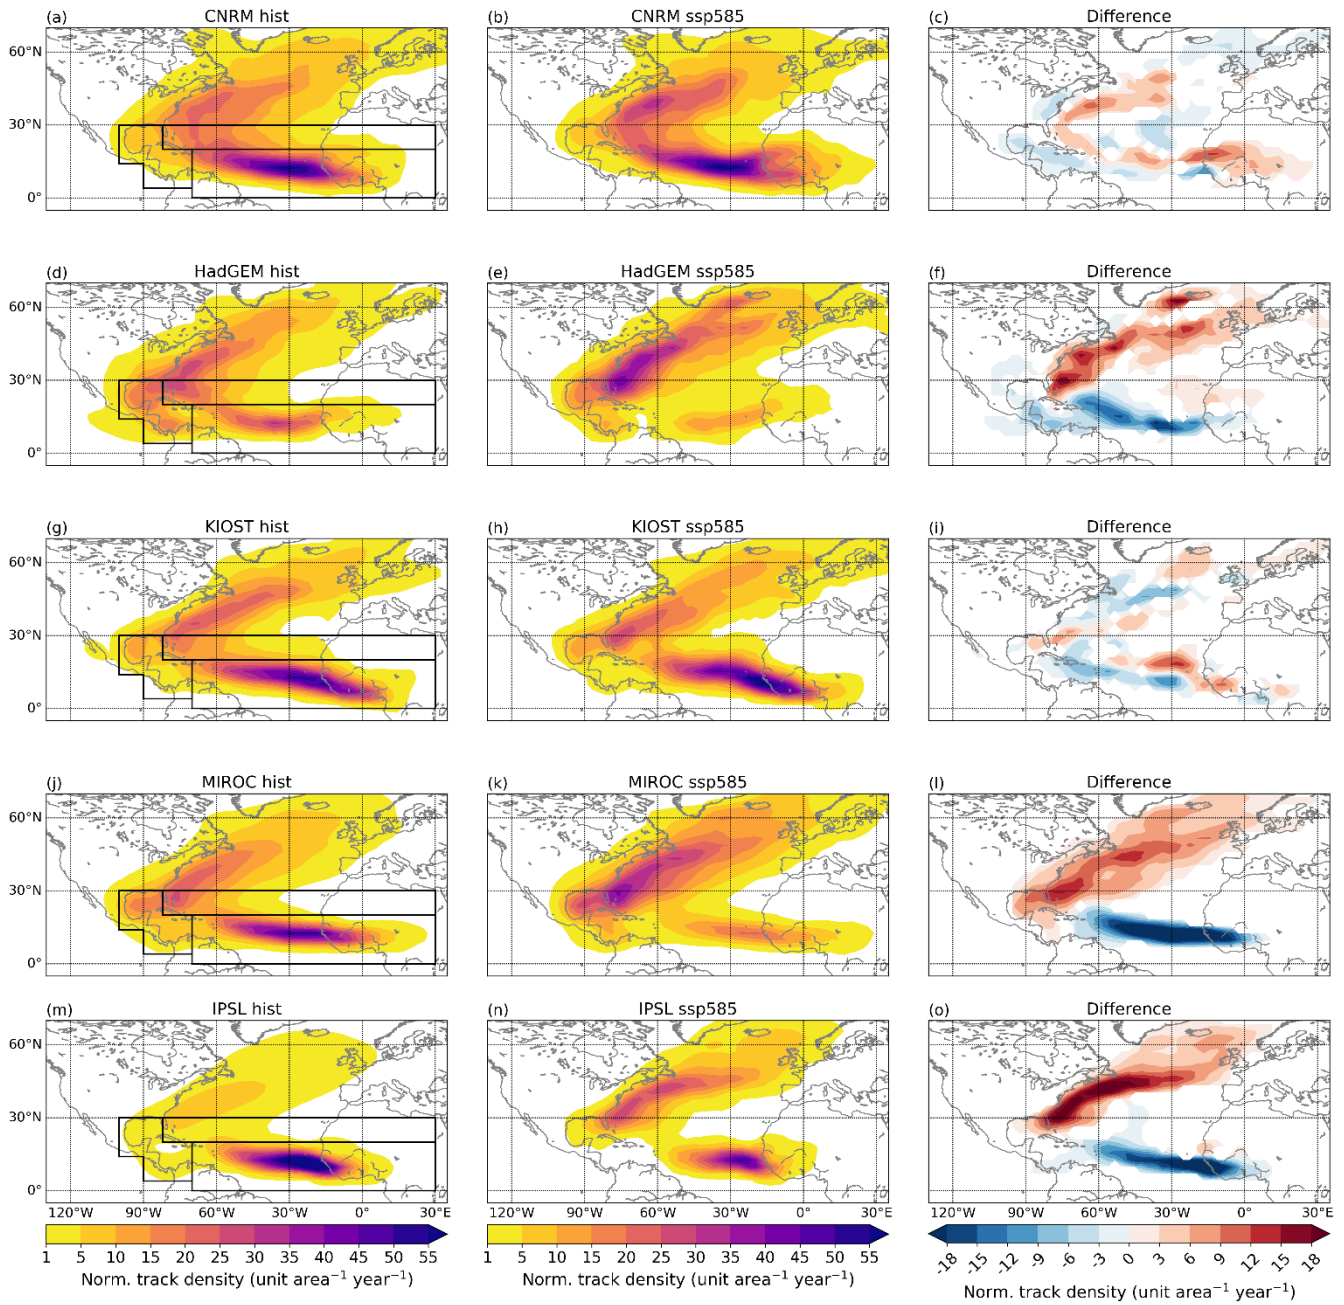 (a) CNRM hist (b) CNRM ssp585 (c) Difference
60°N
30°N
0°
(d) HadGEM hist (e) HadGEM ssp585 (f) Difference
60°N
30°N
0°
(g) KIOST hist (h) KIOST ssp585 (i) Difference
60°N
30°N
0°
(j) MIROC hist (k) MIROC ssp585 (l) Difference
60°N
30°N
0°
(m) IPSL hist (n) IPSL ssp585 (o) Difference
60°N
30°N
0°
120°W 90°W 60°W 30°W 0° 30°E 120°W 90°W 60°W 30°W 0° 30°E 120°W 90°W 60°W 30°W 0° 30°E
1 5 10 15 20 25 30 35 40 45 50 55 1 5 10 15 20 25 30 35 40 45 50 55 -18 -15 -12 -9 -6 -3 0 3 6 9 12 15 18
Norm. track density (unit area⁻¹ year⁻¹) Norm. track density (unit area⁻¹ year⁻¹) Norm. track density (unit area⁻¹ year⁻¹)